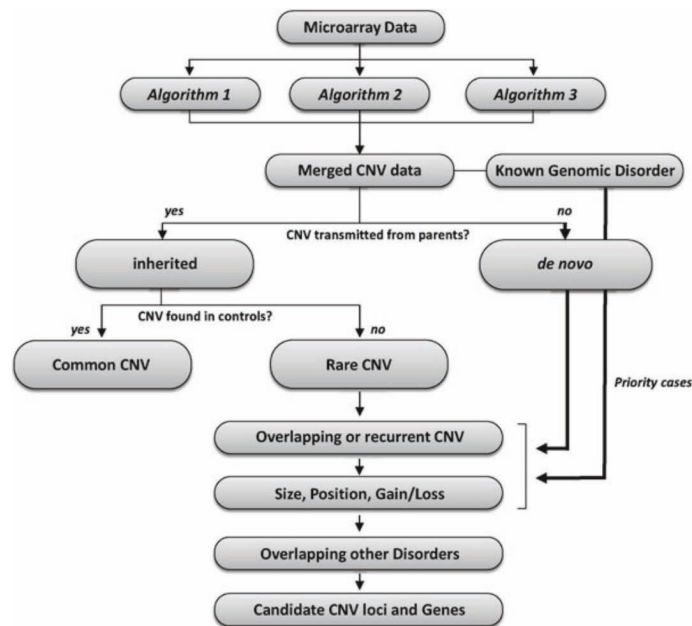 Microarray Data
Algorithm 1
Algorithm 2
Algorithm 3
Merged CNV data
Known Genomic Disorder
yes
no
CNV transmitted from parents?
inherited
de novo
CNV found in controls?
yes
no
Common CNV
Rare CNV
Priority cases
Overlapping or recurrent CNV
Size, Position, Gain/Loss
Overlapping other Disorders
Candidate CNV loci and Genes